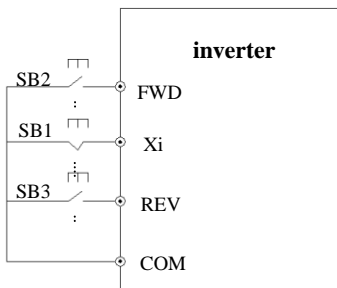 inverter
SB2
FWD
SB1
Xi
SB3
REV
COM